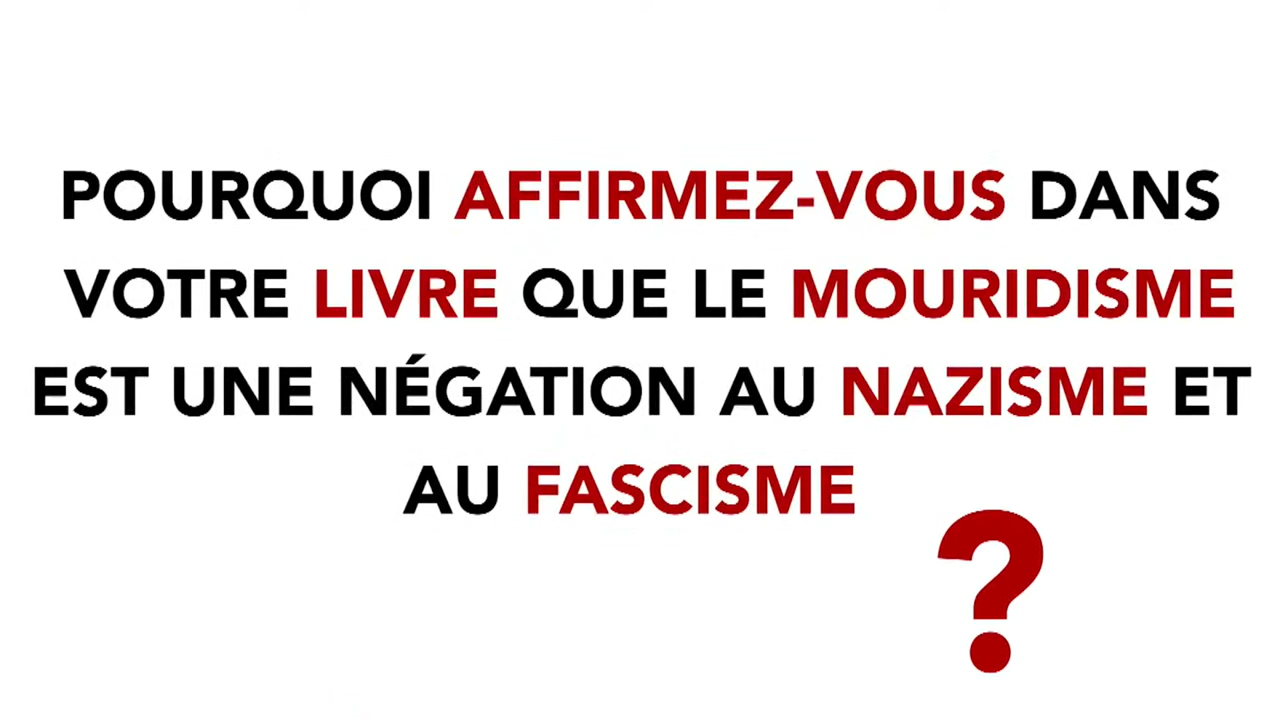 POURQUOI AFFIRMEZ-VOUS DANS
VOTRE LIVRE QUE LE MOURIDISME
EST UNE NÉGATION AU NAZISME ET
AU FASCISME
?